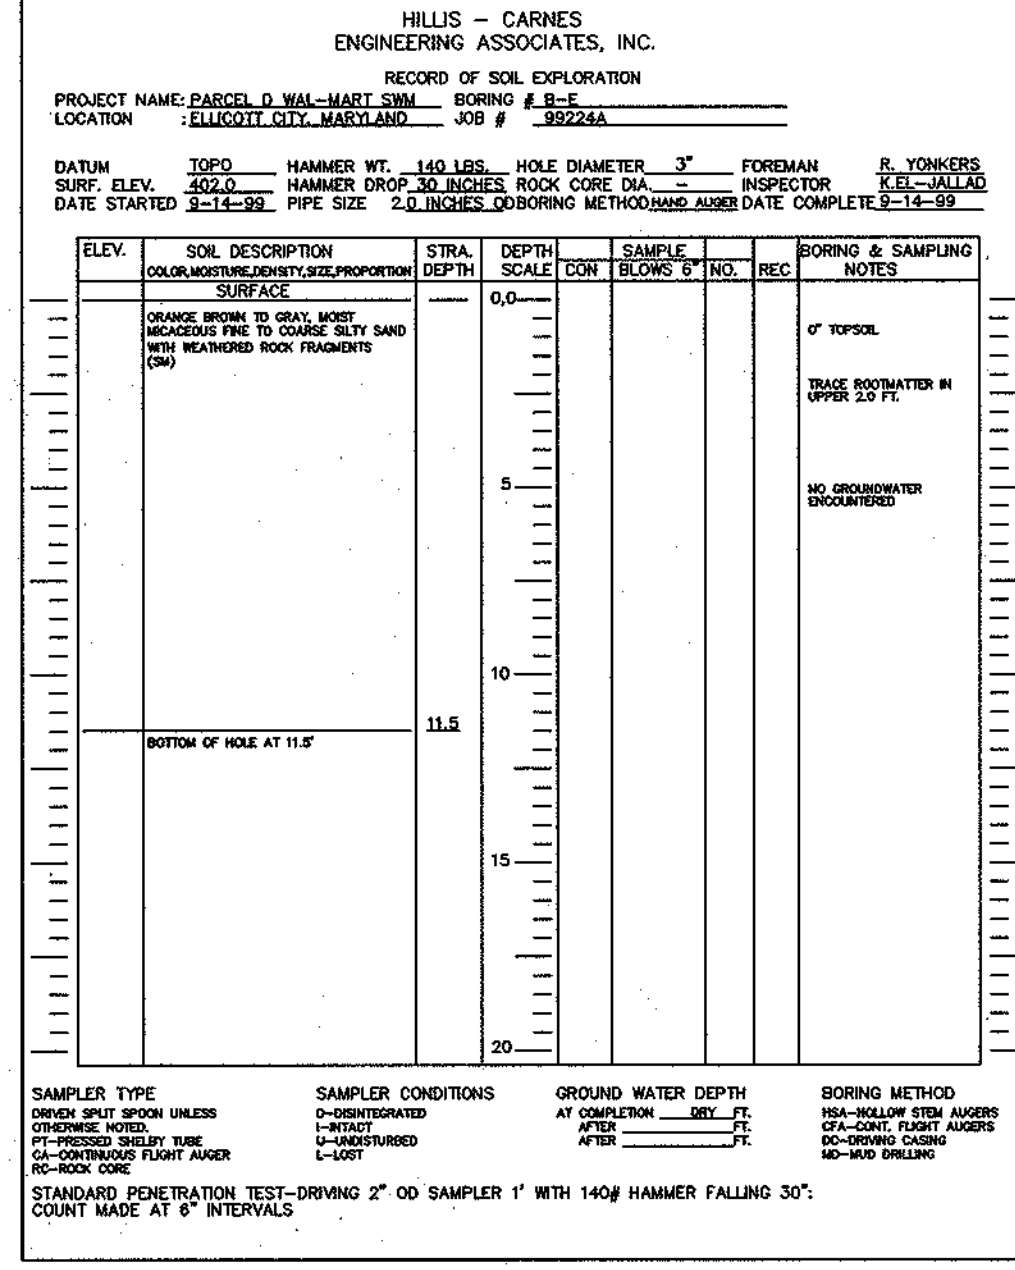 HILLIS - CARNES
ENGINEERING ASSOCIATES, INC.
RECORD OF SOIL EXPLORATION
PROJECT NAME: PARCEL D WAL-MART SWM BORING # B-E
LOCATION : ELLICOTT CITY, MARYLAND JOB # 99224A
DATUM TOPO HAMMER WT. 140 LBS. HOLE DIAMETER 3" FOREMAN R. YONKERS
SURF. ELEV. 402.0 HAMMER DROP 30 INCHES ROCK CORE DIA. - INSPECTOR K.EL-JALLAD
DATE STARTED 9-14-99 PIPE SIZE 2.0 INCHES OD BORING METHOD HAND AUGER DATE COMPLETE 9-14-99
ELEV. SOIL DESCRIPTION STRA. DEPTH SAMPLE BORING & SAMPLING
COLOR,MOISTURE,DENSITY,SIZE,PROPORTION DEPTH SCALE CON BLOWS 6" NO. REC NOTES
SURFACE 0,0
ORANGE BROWN TO GRAY, MOIST
MICACEOUS FINE TO COARSE SILTY SAND
WITH WEATHERED ROCK FRAGMENTS
(SM)
0" TOPSOIL
TRACE ROOTMATTER IN
UPPER 2.0 FT.
5
NO GROUNDWATER
ENCOUNTERED
10
11.5
BOTTOM OF HOLE AT 11.5'
15
20
SAMPLER TYPE
DRIVEN SPLIT SPOON UNLESS
OTHERWISE NOTED.
PT-PRESSED SHELBY TUBE
CA-CONTINUOUS FLIGHT AUGER
RC-ROCK CORE
SAMPLER CONDITIONS
D-DISINTEGRATED
I-INTACT
U-UNDISTURBED
L-LOST
GROUND WATER DEPTH
AT COMPLETION DRY FT.
AFTER FT.
AFTER FT.
BORING METHOD
HSA-HOLLOW STEM AUGERS
CFA-CONT. FLIGHT AUGERS
DC-DRIVING CASING
MD-MUD DRILLING
STANDARD PENETRATION TEST-DRIVING 2" OD SAMPLER 1' WITH 140# HAMMER FALLING 30":
COUNT MADE AT 6" INTERVALS